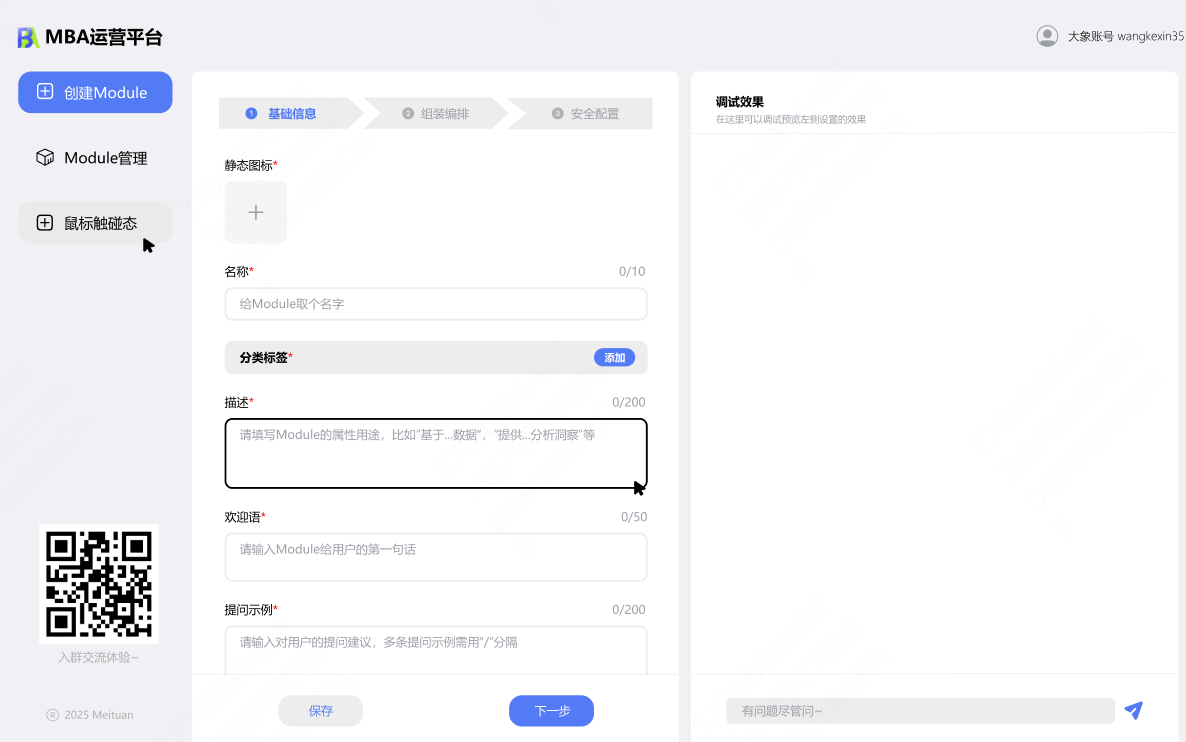 MBA运营平台
大象账号 wangkexin35
创建Module
Module管理
鼠标触碰态
入群交流体验~
® 2025 Meituan
1 基础信息
2 组装编排
3 安全配置
静态图标*
名称*
0/10
给Module取个名字
分类标签*
添加
描述*
0/200
请填写Module的属性用途，比如"基于...数据"，"提供...分析洞察"等
欢迎语*
0/50
请输入Module给用户的第一句话
提问示例*
0/200
请输入对用户的提问建议，多条提问示例需用"/"分隔
保存
下一步
调试效果
在这里可以调试预览左侧设置的效果
有问题尽管问~